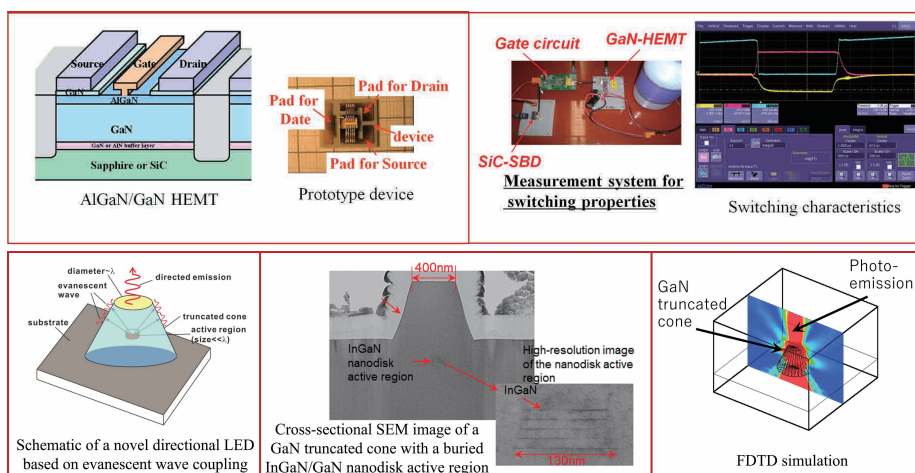 Source
Gate
Drain
GaN
AlGaN
GaN
GaN or AlN buffer layer
Sapphire or SiC
AlGaN/GaN HEMT
Pad for
Date
Pad for Drain
device
Pad for Source
Prototype device
Gate circuit
GaN-HEMT
SiC-SBD
Measurement system for
switching properties
Switching characteristics
diameter~λ
directed emission
evanescent
wave
substrate
truncated cone
active region
(size<<λ)
Schematic of a novel directional LED
based on evanescent wave coupling
400nm
InGaN
nanodisk
active region
High-resolution image
of the nanodisk active
region
InGaN
130nm
Cross-sectional SEM image of a
GaN truncated cone with a buried
InGaN/GaN nanodisk active region
GaN
truncated
cone
Photo-
emission
FDTD simulation